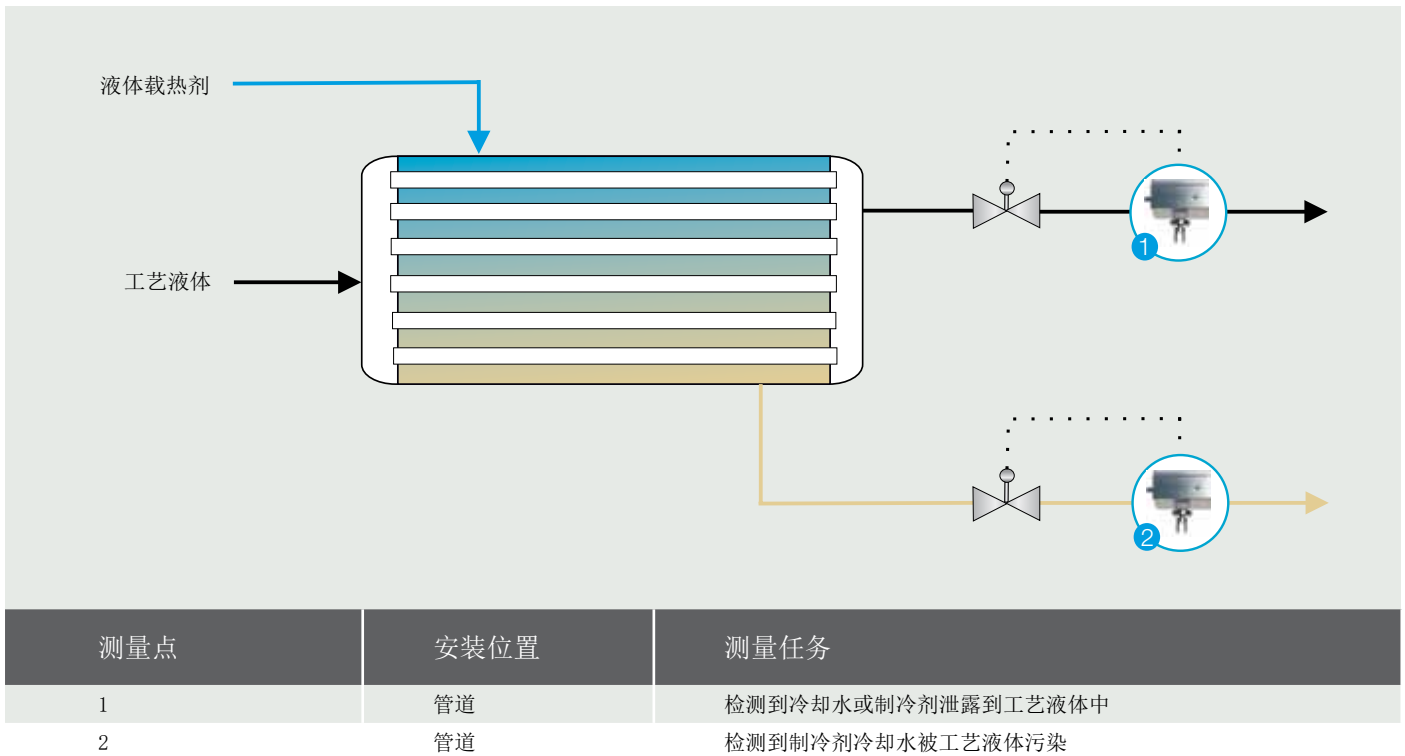 液体载热剂
工艺液体
1
2
测量点 安装位置 测量任务
1 管道 检测到冷却水或制冷剂泄露到工艺液体中
2 管道 检测到制冷剂冷却水被工艺液体污染